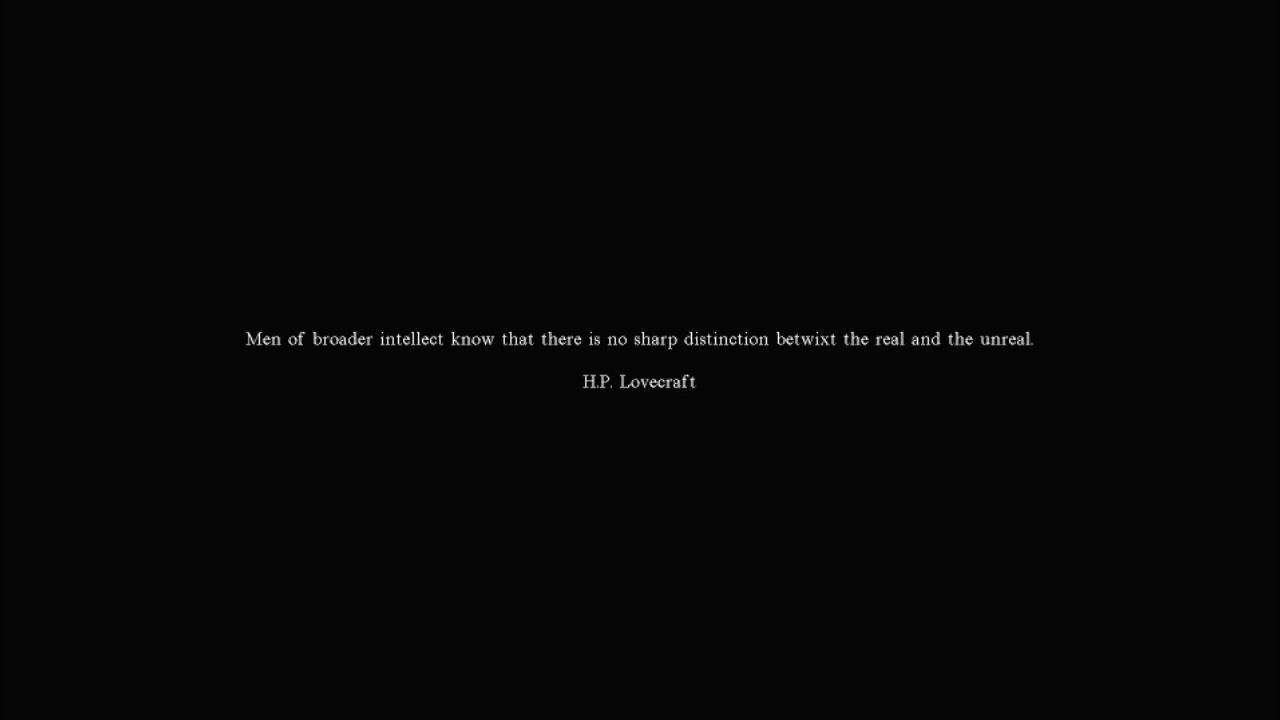 Men of broader intellect know that there is no sharp distinction betwixt the real and the unreal.
H.P. Lovecraft